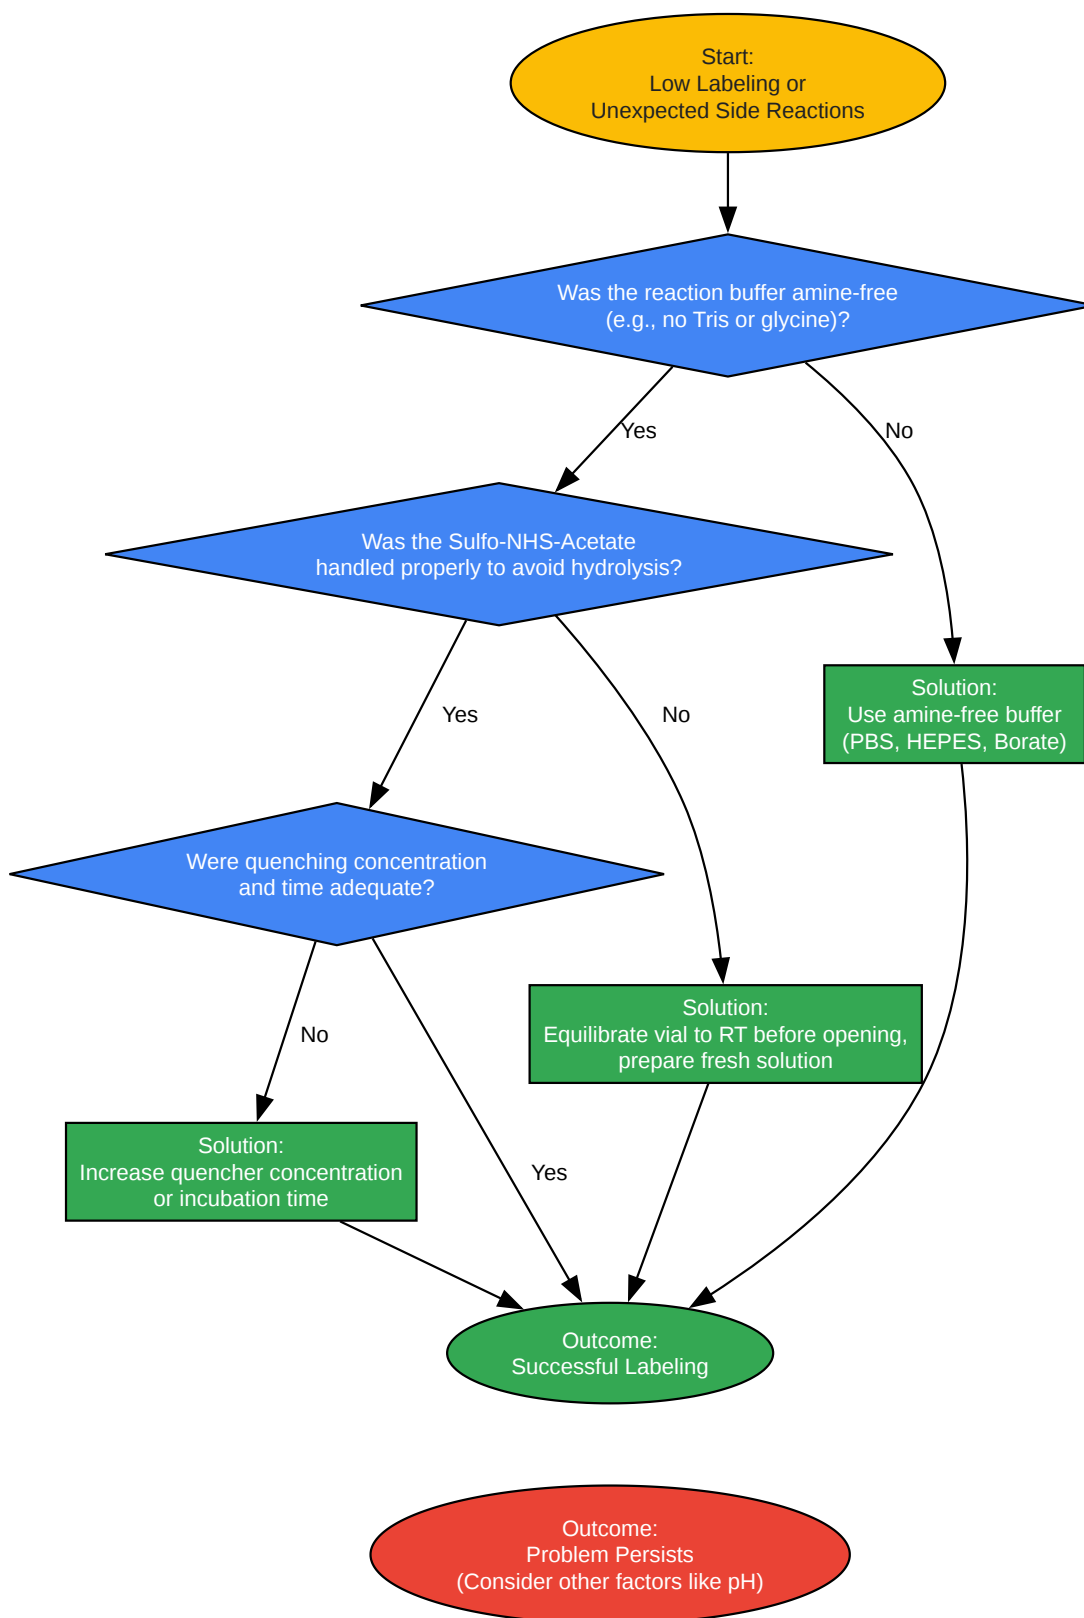 Start:
Low Labeling or
Unexpected Side Reactions
Was the reaction buffer amine-free
(e.g., no Tris or glycine)?
Yes
No
Was the Sulfo-NHS-Acetate
handled properly to avoid hydrolysis?
Yes
No
Solution:
Use amine-free buffer
(PBS, HEPES, Borate)
Were quenching concentration
and time adequate?
No
Yes
Solution:
Equilibrate vial to RT before opening,
prepare fresh solution
Solution:
Increase quencher concentration
or incubation time
Outcome:
Successful Labeling
Outcome:
Problem Persists
(Consider other factors like pH)